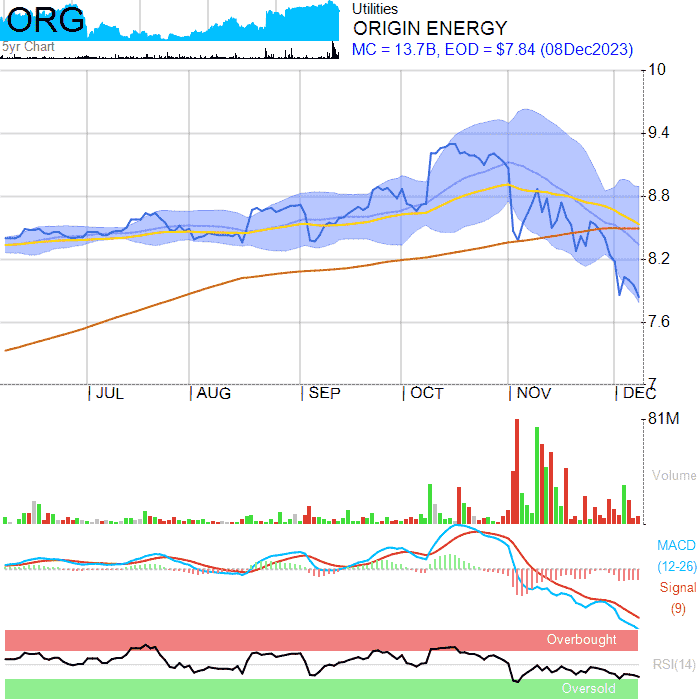 ORG
5yr Chart
Utilities
ORIGIN ENERGY
MC = 13.7B, EOD = $7.84 (08Dec2023)
10
9.4
8.8
8.2
7.6
7
JUL AUG SEP OCT NOV DEC
81M
Volume
MACD
(12-26)
Signal
(9)
Overbought
RSI(14)
Oversold